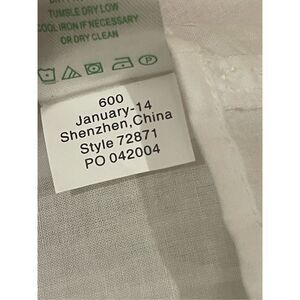 TUMBLE DRY LOW
COOL IRON IF NECESSARY
OR DRY CLEAN
600
January-14
Shenzhen,China
Style 72871
PO 042004